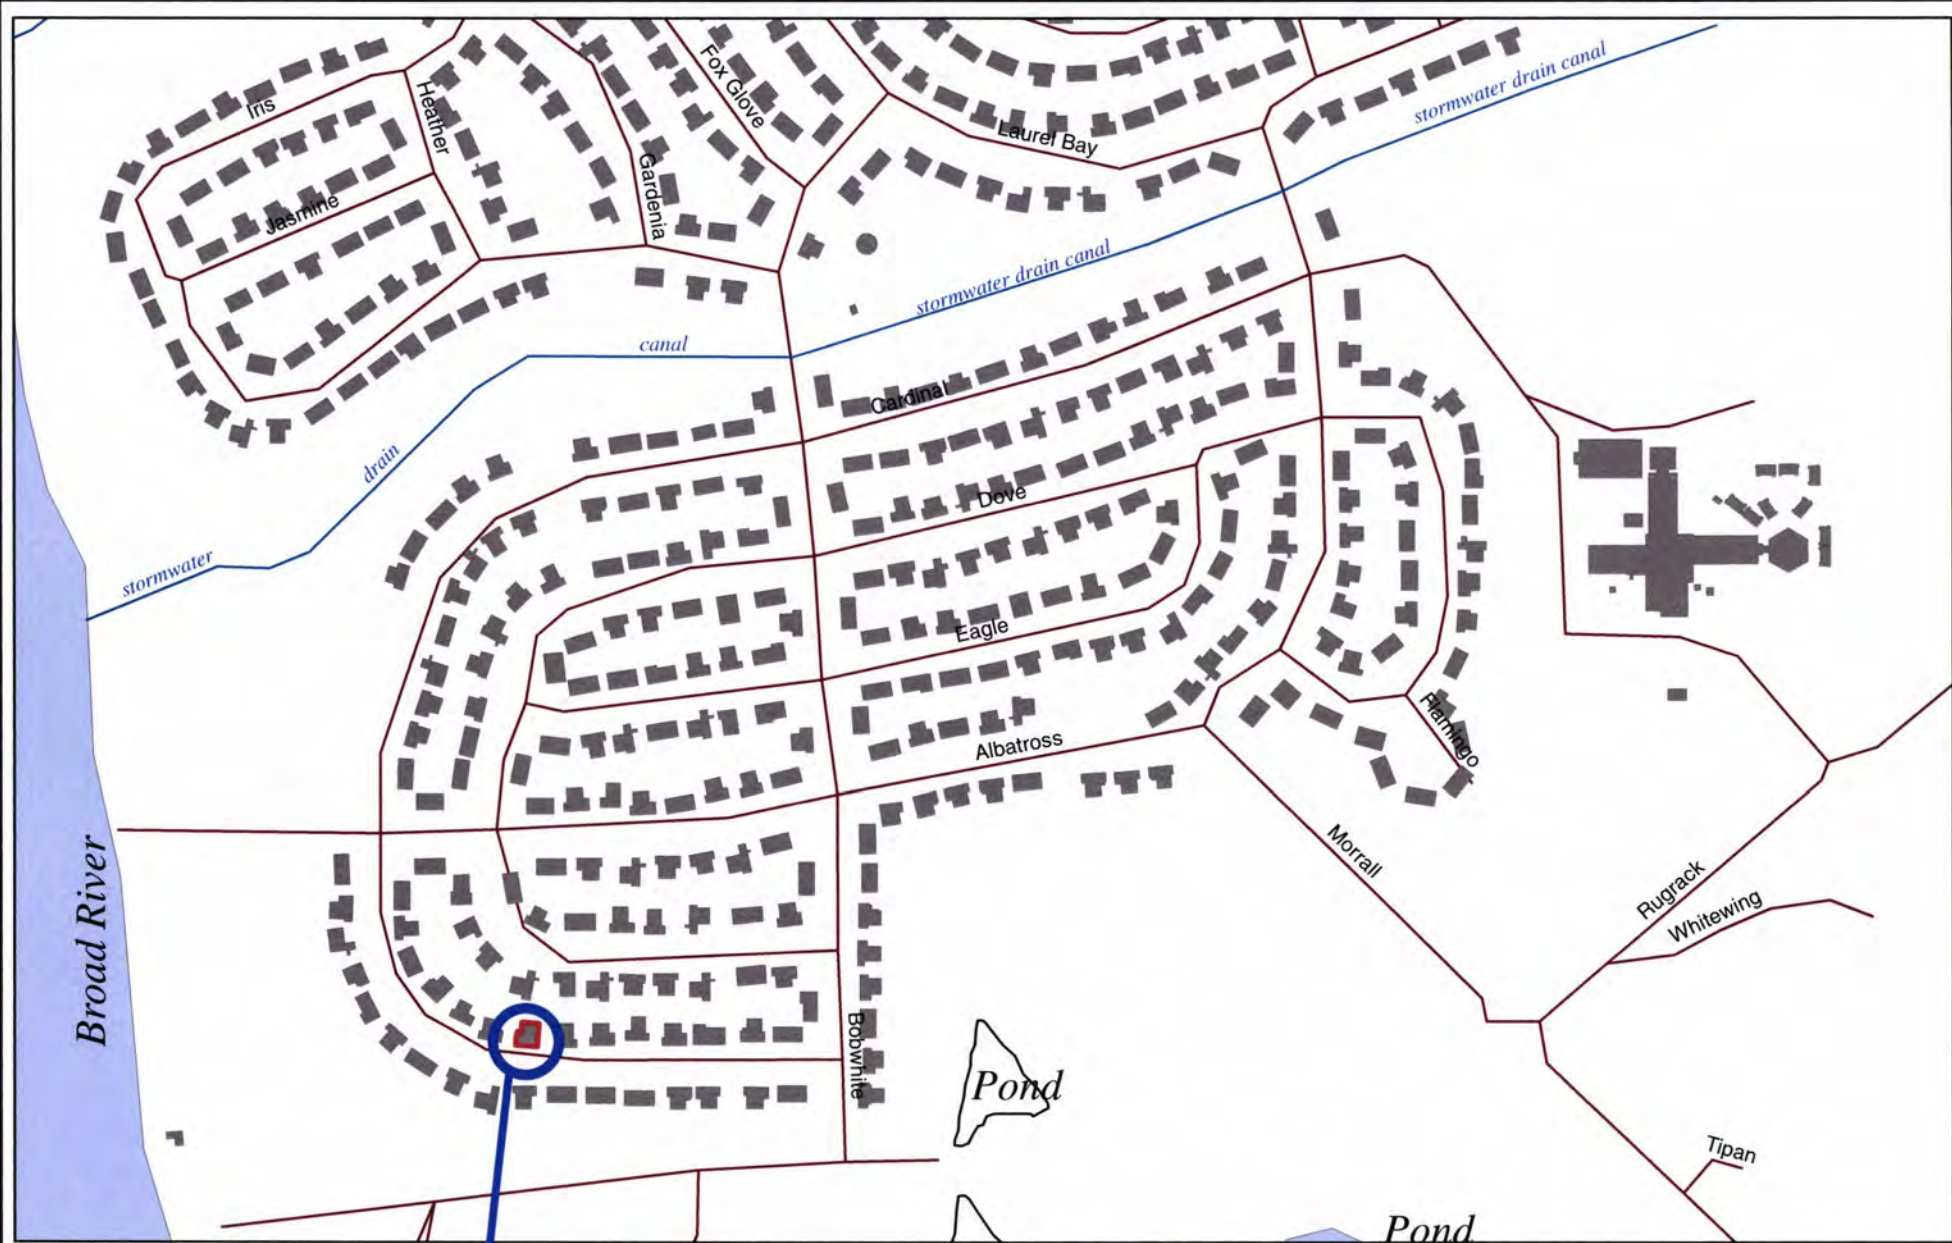 Iris
Heather
Fox Glove
Laurel Bay
stormwater drain canal
Gardenia
Jasmine
stormwater drain canal
canal
Cardinal
drain
Dove
stormwater
Eagle
Flamingo
Albatross
Broad River
Morrall
Rugrack
Whitewing
Bobwhite
Pond
Tipan
Pond